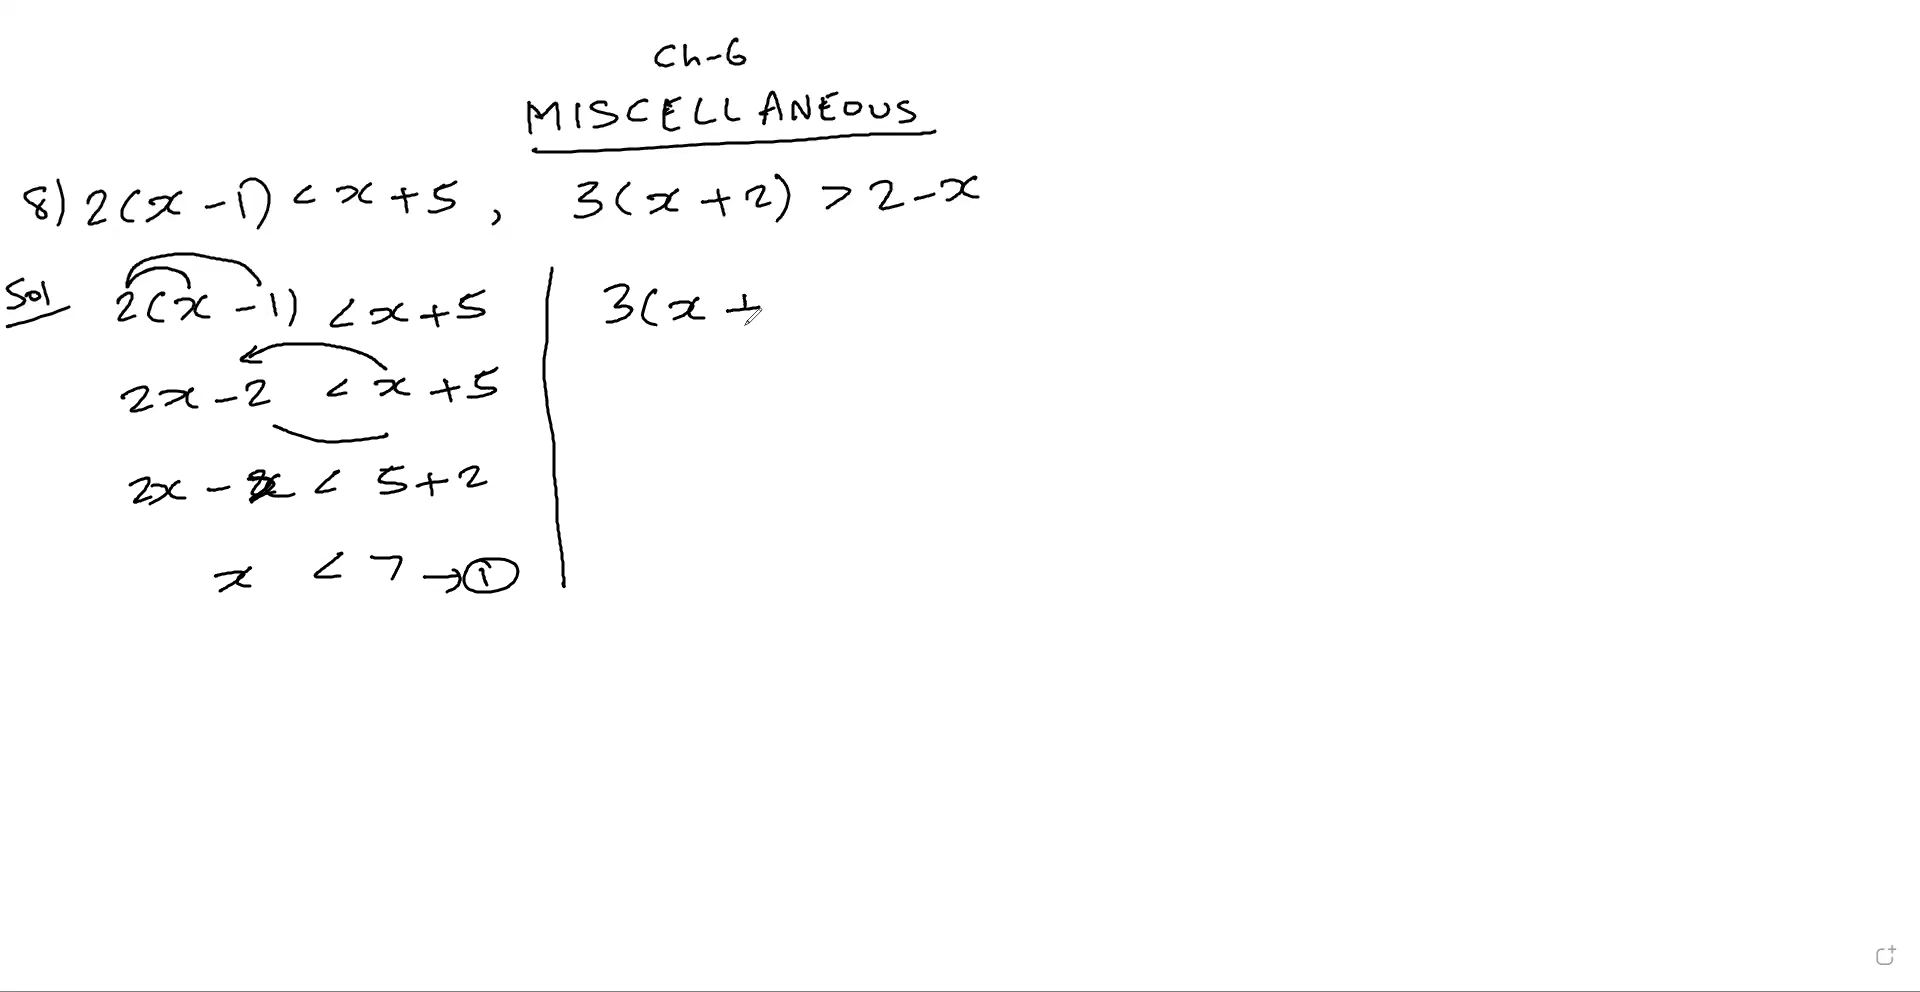 Ch-6
MISCELLANEOUS
8) 2(x-1) < x+5, 3(x+2) > 2-x
Sol 2(x-1) < x+5
2x-2 < x+5
2x-x < 5+2
x < 7 → ①
3(x+